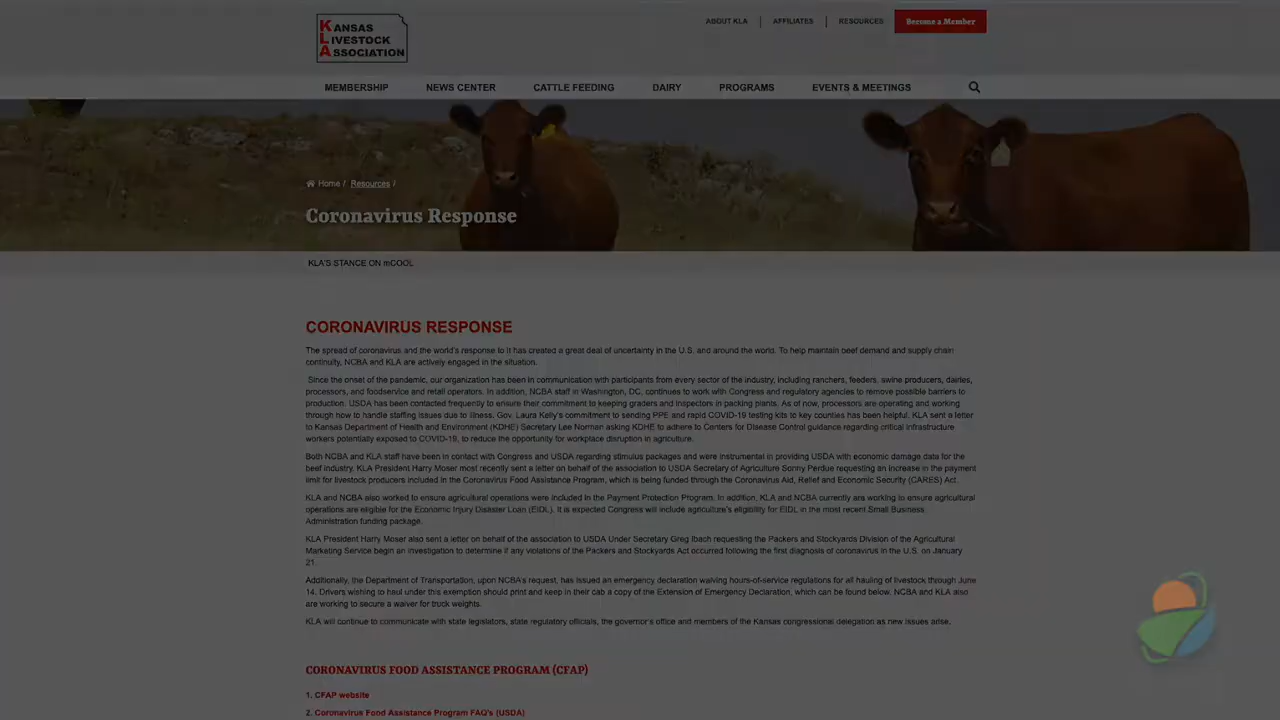 KANSAS
LIVESTOCK
ASSOCIATION
ABOUT KLA
AFFILIATES
RESOURCES
Become a Member
MEMBERSHIP
NEWS CENTER
CATTLE FEEDING
DAIRY
PROGRAMS
EVENTS & MEETINGS
Home / Resources /
Coronavirus Response
KLA'S STANCE ON mCOOL
CORONAVIRUS RESPONSE
The spread of coronavirus and the world's response to it has created a great deal of uncertainty in the U.S. and around the world. To help maintain beef demand and supply chain
continuity, NCBA and KLA are actively engaged in the situation.
Since the onset of the pandemic, our organization has been in communication with participants from every sector of the industry, including ranchers, feeders, swine producers, dairies,
processors, and foodservice and retail operators. In addition, NCBA staff in Washington, DC, continues to work with Congress and regulatory agencies to remove possible barriers to
production. USDA has been contacted frequently to ensure their commitment to keeping graders and inspectors in packing plants. As of now, processors are operating and working
through how to handle staffing issues due to illness. Gov. Laura Kelly's commitment to sending PPE and rapid COVID-19 testing kits to key counties has been helpful. KLA sent a letter
to Kansas Department of Health and Environment (KDHE) Secretary Lee Norman asking KDHE to adhere to Centers for Disease Control guidance regarding critical infrastructure
workers potentially exposed to COVID-19, to reduce the opportunity for workplace disruption in agriculture.
Both NCBA and KLA staff have been in contact with Congress and USDA regarding stimulus packages and were instrumental in providing USDA with economic damage data for the
beef industry. KLA President Harry Moser most recently sent a letter on behalf of the association to USDA Secretary of Agriculture Sonny Perdue requesting an increase in the payment
limit for livestock producers included in the Coronavirus Food Assistance Program, which is being funded through the Coronavirus Aid, Relief and Economic Security (CARES) Act.
KLA and NCBA also worked to ensure agricultural operations were included in the Payment Protection Program. In addition, KLA and NCBA currently are working to ensure agricultural
operations are eligible for the Economic Injury Disaster Loan (EIDL). It is expected Congress will include agriculture's eligibility for EIDL in the most recent Small Business
Administration funding package.
KLA President Harry Moser also sent a letter on behalf of the association to USDA Under Secretary Greg Ibach requesting the Packers and Stockyards Division of the Agricultural
Marketing Service begin an investigation to determine if any violations of the Packers and Stockyards Act occurred following the first diagnosis of coronavirus in the U.S. on January
21.
Additionally, the Department of Transportation, upon NCBA's request, has issued an emergency declaration waiving hours-of-service regulations for all hauling of livestock through June
14. Drivers wishing to haul under this exemption should print and keep in their cab a copy of the Extension of Emergency Declaration, which can be found below. NCBA and KLA also
are working to secure a waiver for truck weights.
KLA will continue to communicate with state legislators, state regulatory officials, the governor's office and members of the Kansas congressional delegation as new issues arise.
CORONAVIRUS FOOD ASSISTANCE PROGRAM (CFAP)
1. CFAP website
2. Coronavirus Food Assistance Program FAQ's (USDA)